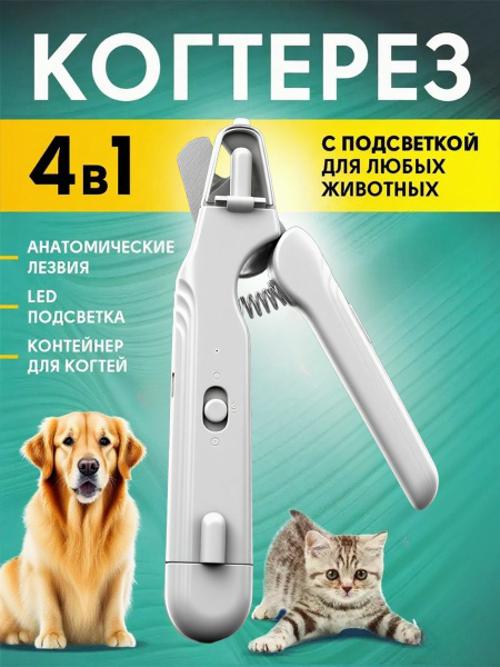 КОГТЕРЕЗ
4в1
С ПОДСВЕТКОЙ
ДЛЯ ЛЮБЫХ
ЖИВОТНЫХ
АНАТОМИЧЕСКИЕ
ЛЕЗВИЯ
LED
ПОДСВЕТКА
КОНТЕЙНЕР
ДЛЯ КОГТЕЙ